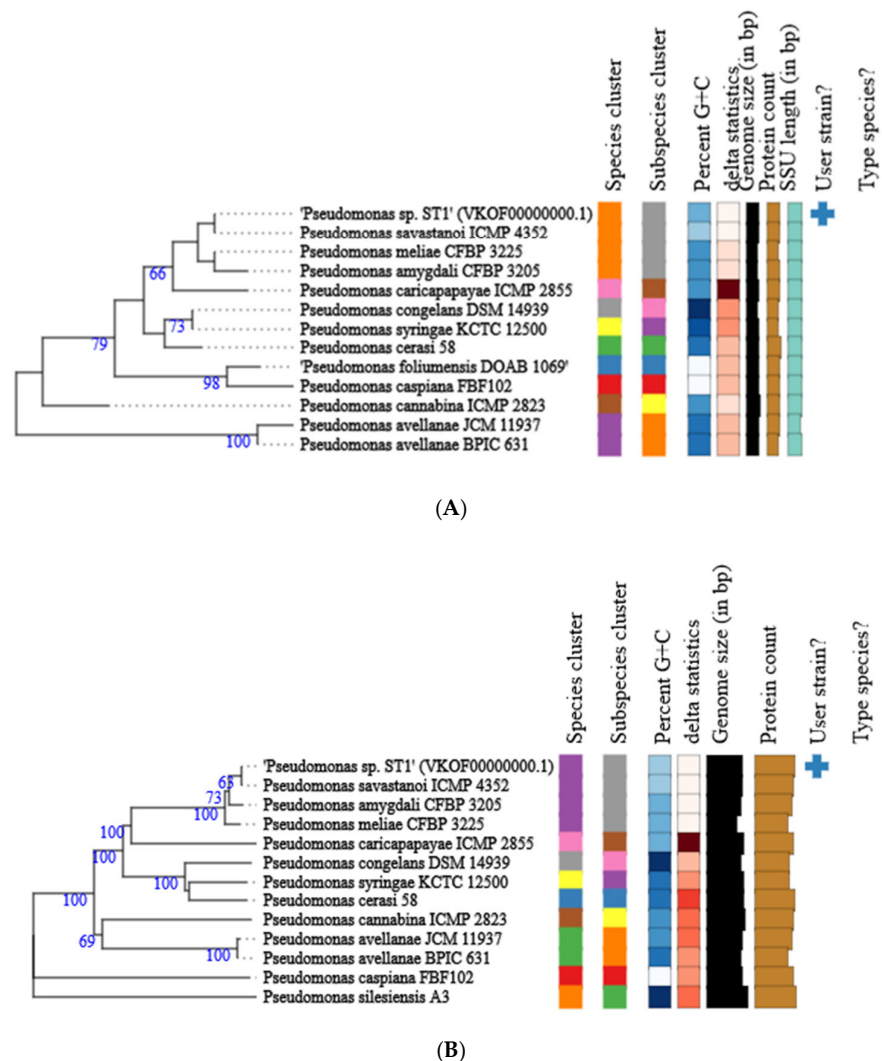 Species cluster
Subspecies cluster
Percent G+C
delta statistics
Genome size (in bp)
Protein count
SSU length (in bp)
User strain?
Type species?
'Pseudomonas sp. ST1' (VKOF00000000.1)
Pseudomonas savastanoi ICMP 4352
Pseudomonas meliae CFBP 3225
Pseudomonas amygdali CFBP 3205
66
Pseudomonas caricapapayae ICMP 2855
Pseudomonas congelans DSM 14939
73
Pseudomonas syringae KCTC 12500
79
Pseudomonas cerasi 58
'Pseudomonas foliumensis DOAB 1069'
98
Pseudomonas caspiana FBF102
Pseudomonas cannabina ICMP 2823
Pseudomonas avellanae JCM 11937
100
Pseudomonas avellanae BPIC 631
(A)
Species cluster
Subspecies cluster
Percent G+C
delta statistics
Genome size (in bp)
Protein count
User strain?
Type species?
'Pseudomonas sp. ST1' (VKOF00000000.1)
63
Pseudomonas savastanoi ICMP 4352
73
Pseudomonas amygdali CFBP 3205
100
Pseudomonas meliae CFBP 3225
100
Pseudomonas caricapapayae ICMP 2855
100
Pseudomonas congelans DSM 14939
100
Pseudomonas syringae KCTC 12500
100
Pseudomonas cerasi 58
Pseudomonas cannabina ICMP 2823
69
Pseudomonas avellanae JCM 11937
100
Pseudomonas avellanae BPIC 631
Pseudomonas caspiana FBF102
Pseudomonas silesiensis A3
(B)